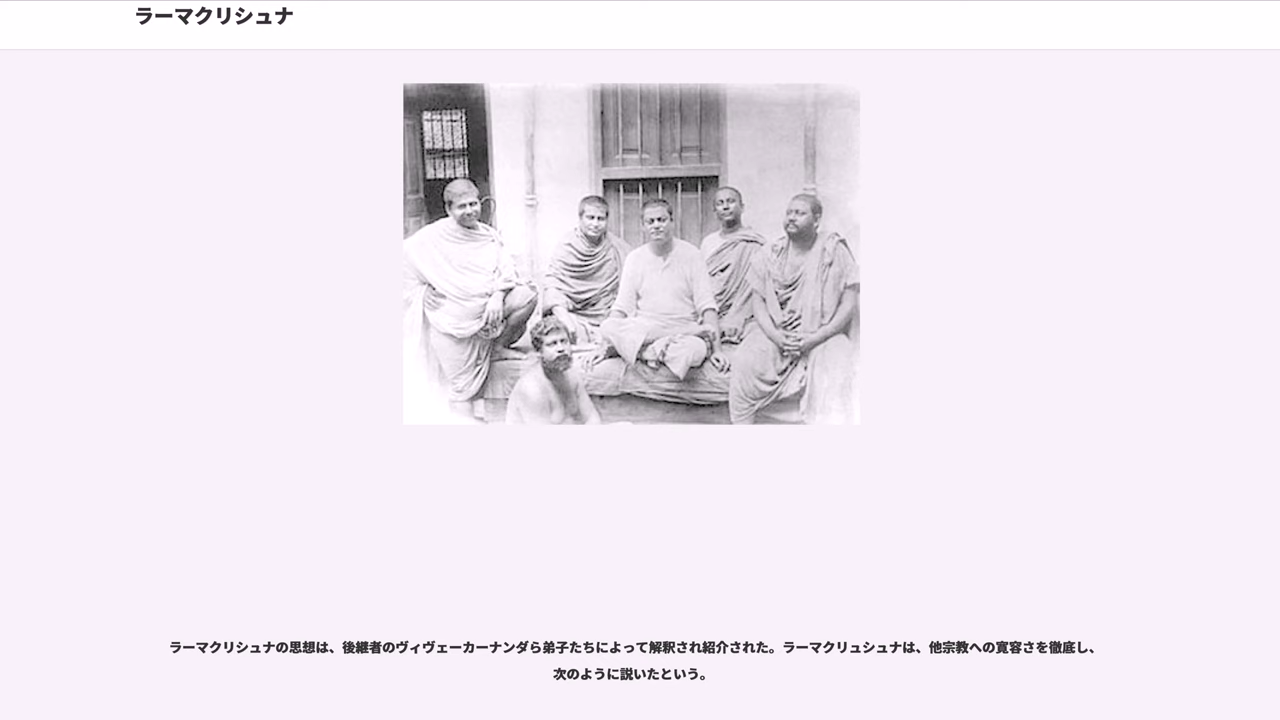 ラーマクリシュナ
ラーマクリシュナの思想は、後継者のヴィヴェーカーナンダら弟子たちによって解釈され紹介された。ラーマクリュシュナは、他宗教への寛容さを徹底し、
次のように説いたという。